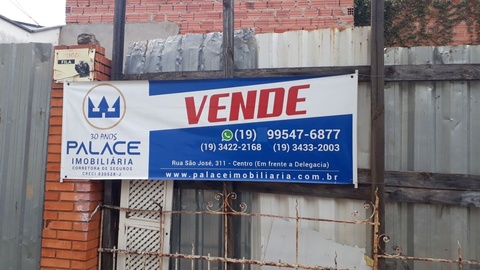 FILA
30 ANOS
PALACE
IMOBILIÁRIA
CORRETORA DE SEGUROS
VENDE
(19) 99547-6877
(19) 3422-2168 (19) 3433-2003
Rua São José, 311 - Centro (Em frente a Delegacia)
www.palaceimobiliaria.com.br